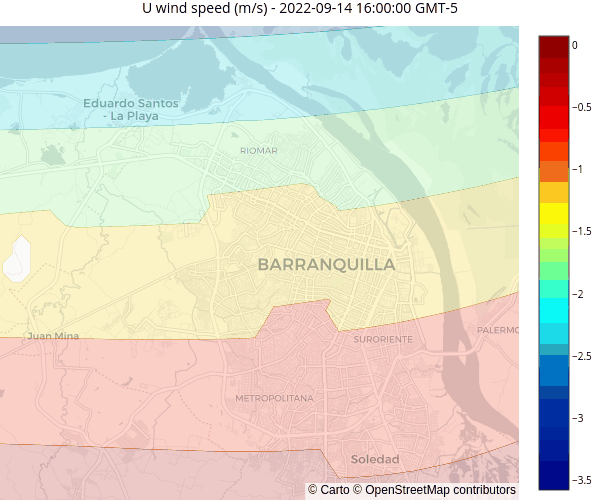 U wind speed (m/s) - 2022-09-14 16:00:00 GMT-5
Eduardo Santos
- La Playa
RIOMAR
BARRANQUILLA
Juan Mina
SURORIENTE
PALERMO
METROPOLITANA
Soledad
© Carto © OpenStreetMap contributors
0
−0.5
−1
−1.5
−2
−2.5
−3
−3.5